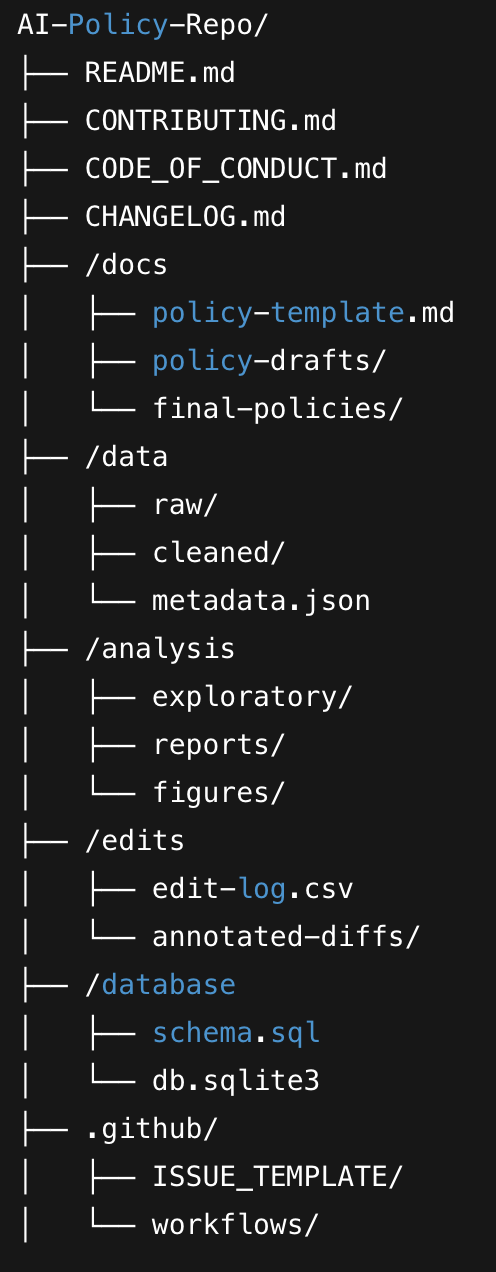 AI-Policy-Repo/
├── README.md
├── CONTRIBUTING.md
├── CODE_OF_CONDUCT.md
├── CHANGELOG.md
├── /docs
│   ├── policy-template.md
│   ├── policy-drafts/
│   └── final-policies/
├── /data
│   ├── raw/
│   ├── cleaned/
│   └── metadata.json
├── /analysis
│   ├── exploratory/
│   ├── reports/
│   └── figures/
├── /edits
│   ├── edit-log.csv
│   └── annotated-diffs/
├── /database
│   ├── schema.sql
│   └── db.sqlite3
├── .github/
│   ├── ISSUE_TEMPLATE/
│   └── workflows/